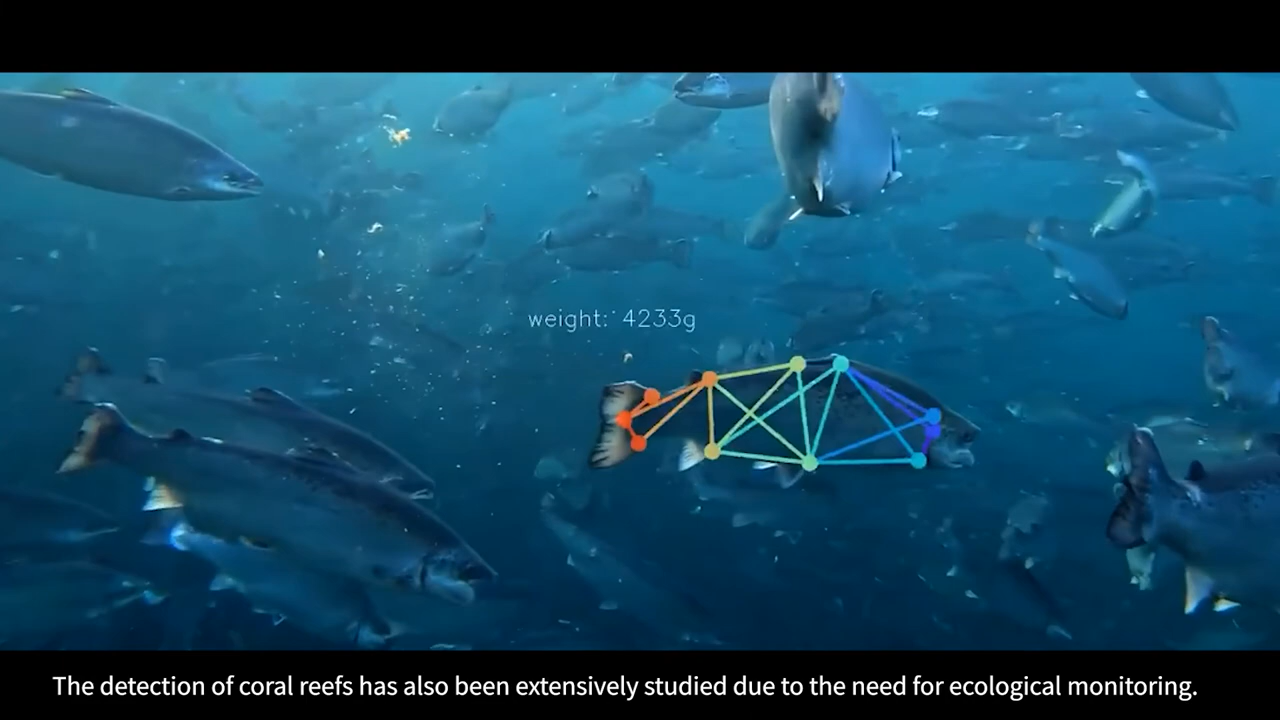 weight: 4233g
The detection of coral reefs has also been extensively studied due to the need for ecological monitoring.